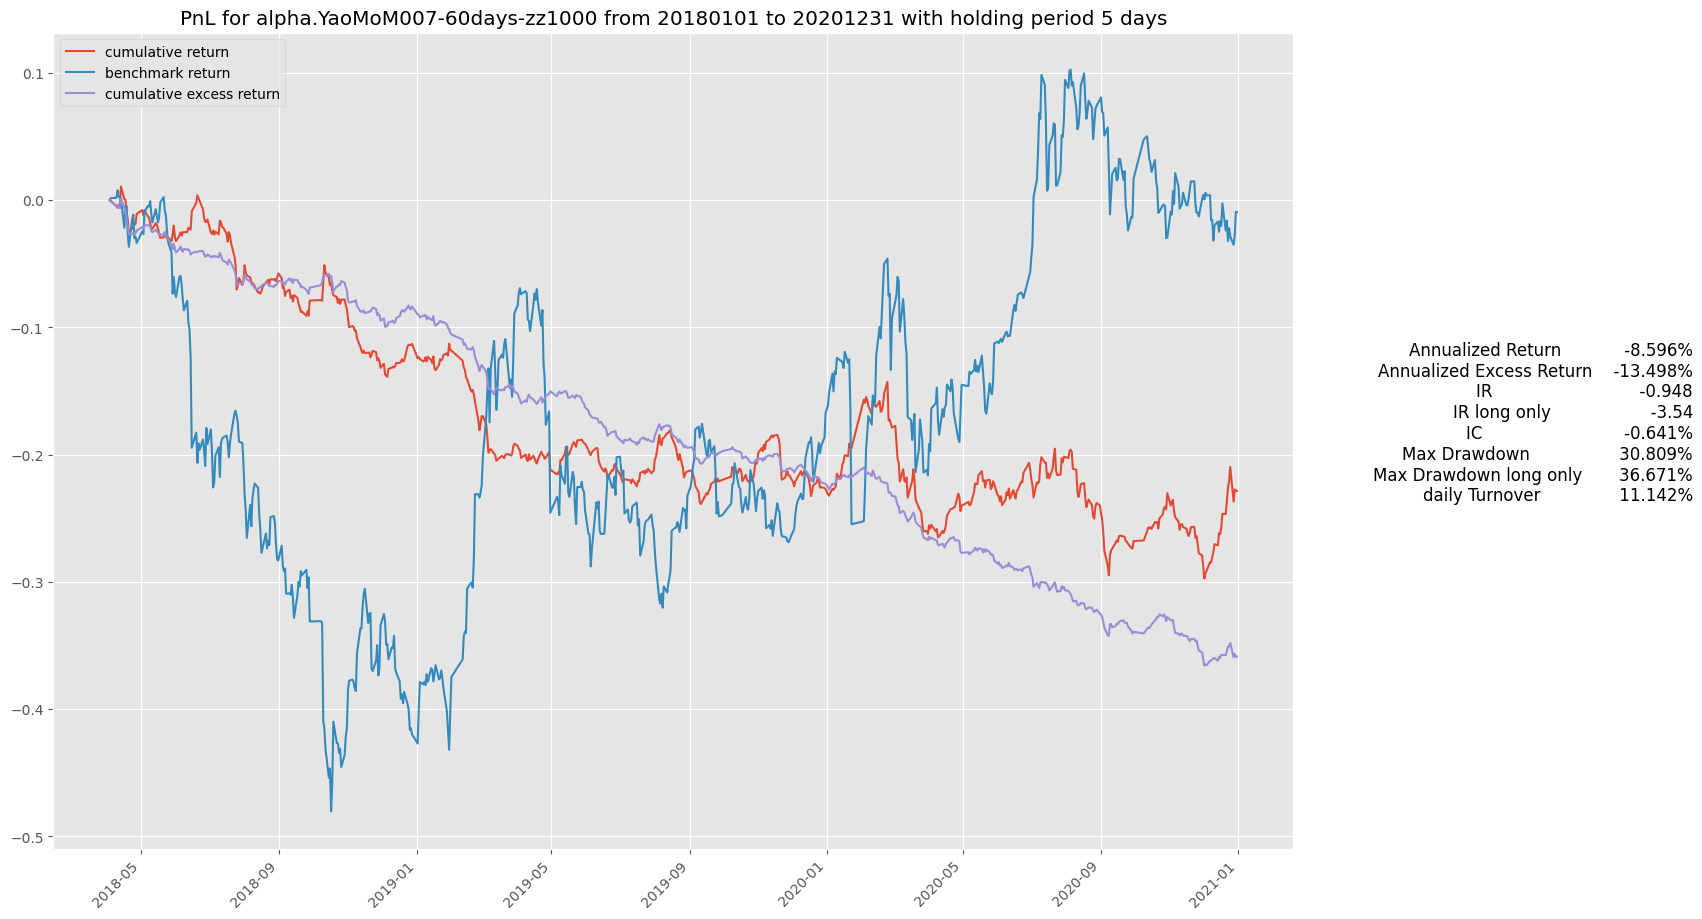 PnL for alpha.YaoMoM007-60days-zz1000 from 20180101 to 20201231 with holding period 5 days
cumulative return
benchmark return
cumulative excess return
0.1
0.0
−0.1
−0.2
−0.3
−0.4
−0.5
2018-05
2018-09
2019-01
2019-05
2019-09
2020-01
2020-05
2020-09
2021-01
Annualized Return -8.596%
Annualized Excess Return -13.498%
IR -0.948
IR long only -3.54
IC -0.641%
Max Drawdown 30.809%
Max Drawdown long only 36.671%
daily Turnover 11.142%